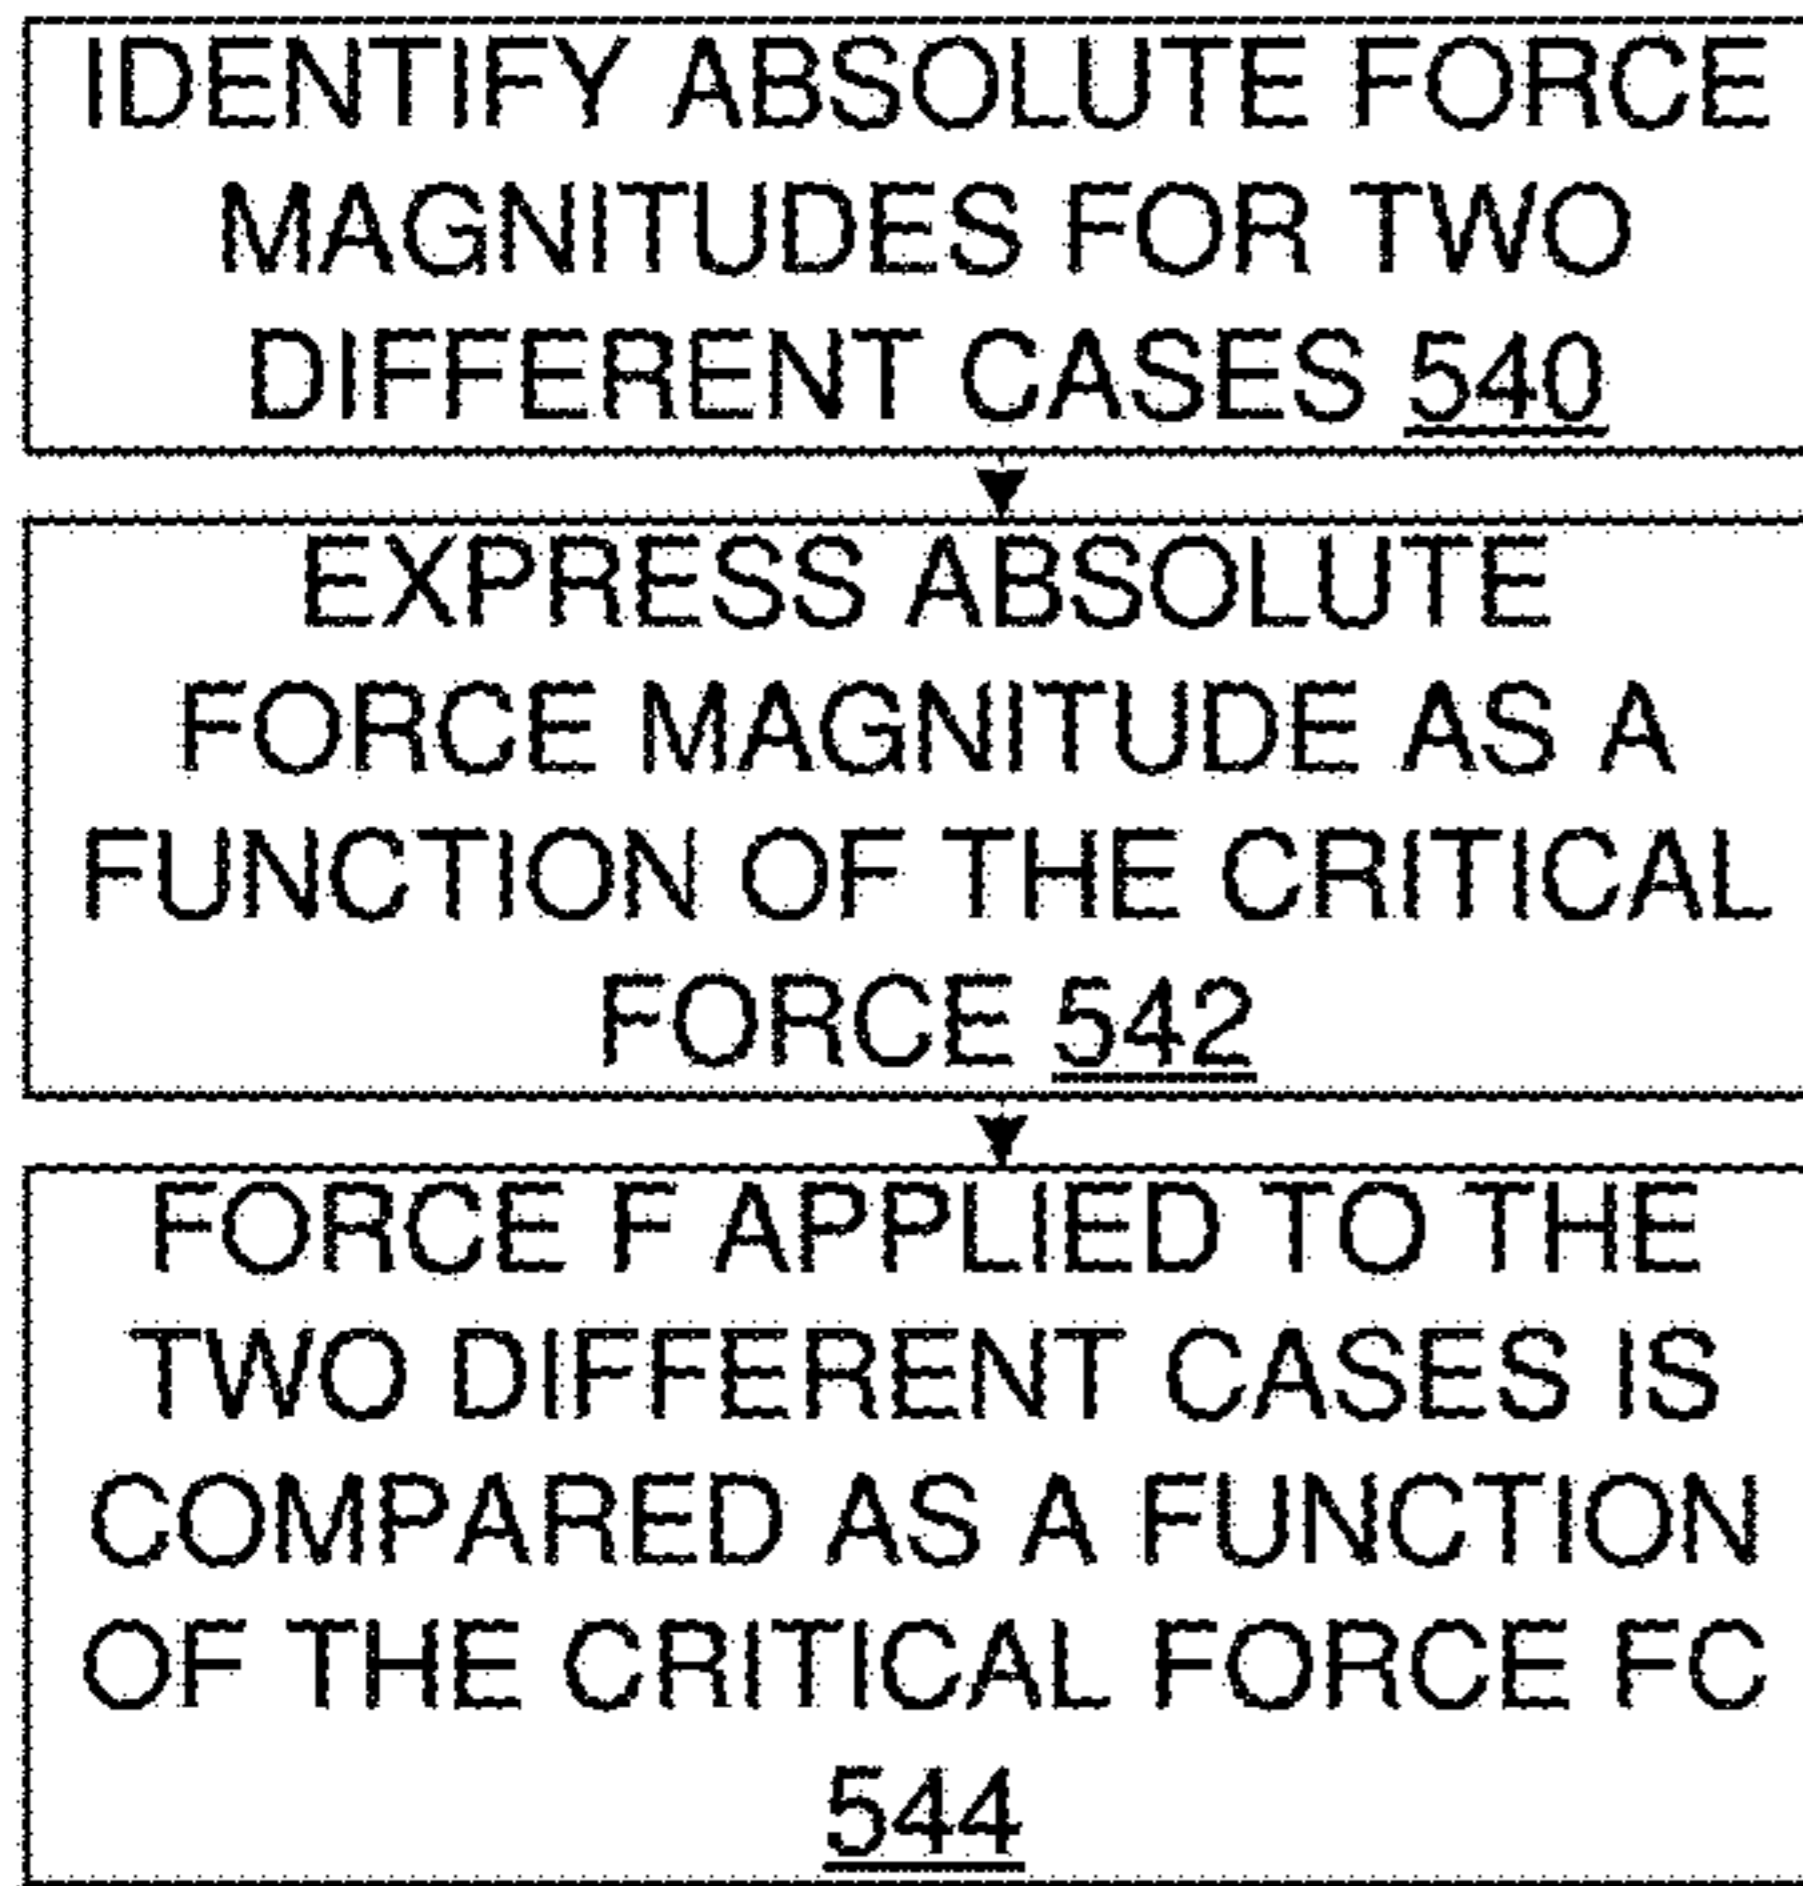 IDENTIFY ABSOLUTE FORCE
MAGNITUDES FOR TWO
DIFFERENT CASES 540
EXPRESS ABSOLUTE
FORCE MAGNITUDE AS A
FUNCTION OF THE CRITICAL
FORCE 542
FORCE F APPLIED TO THE
TWO DIFFERENT CASES IS
COMPARED AS A FUNCTION
OF THE CRITICAL FORCE FC
544